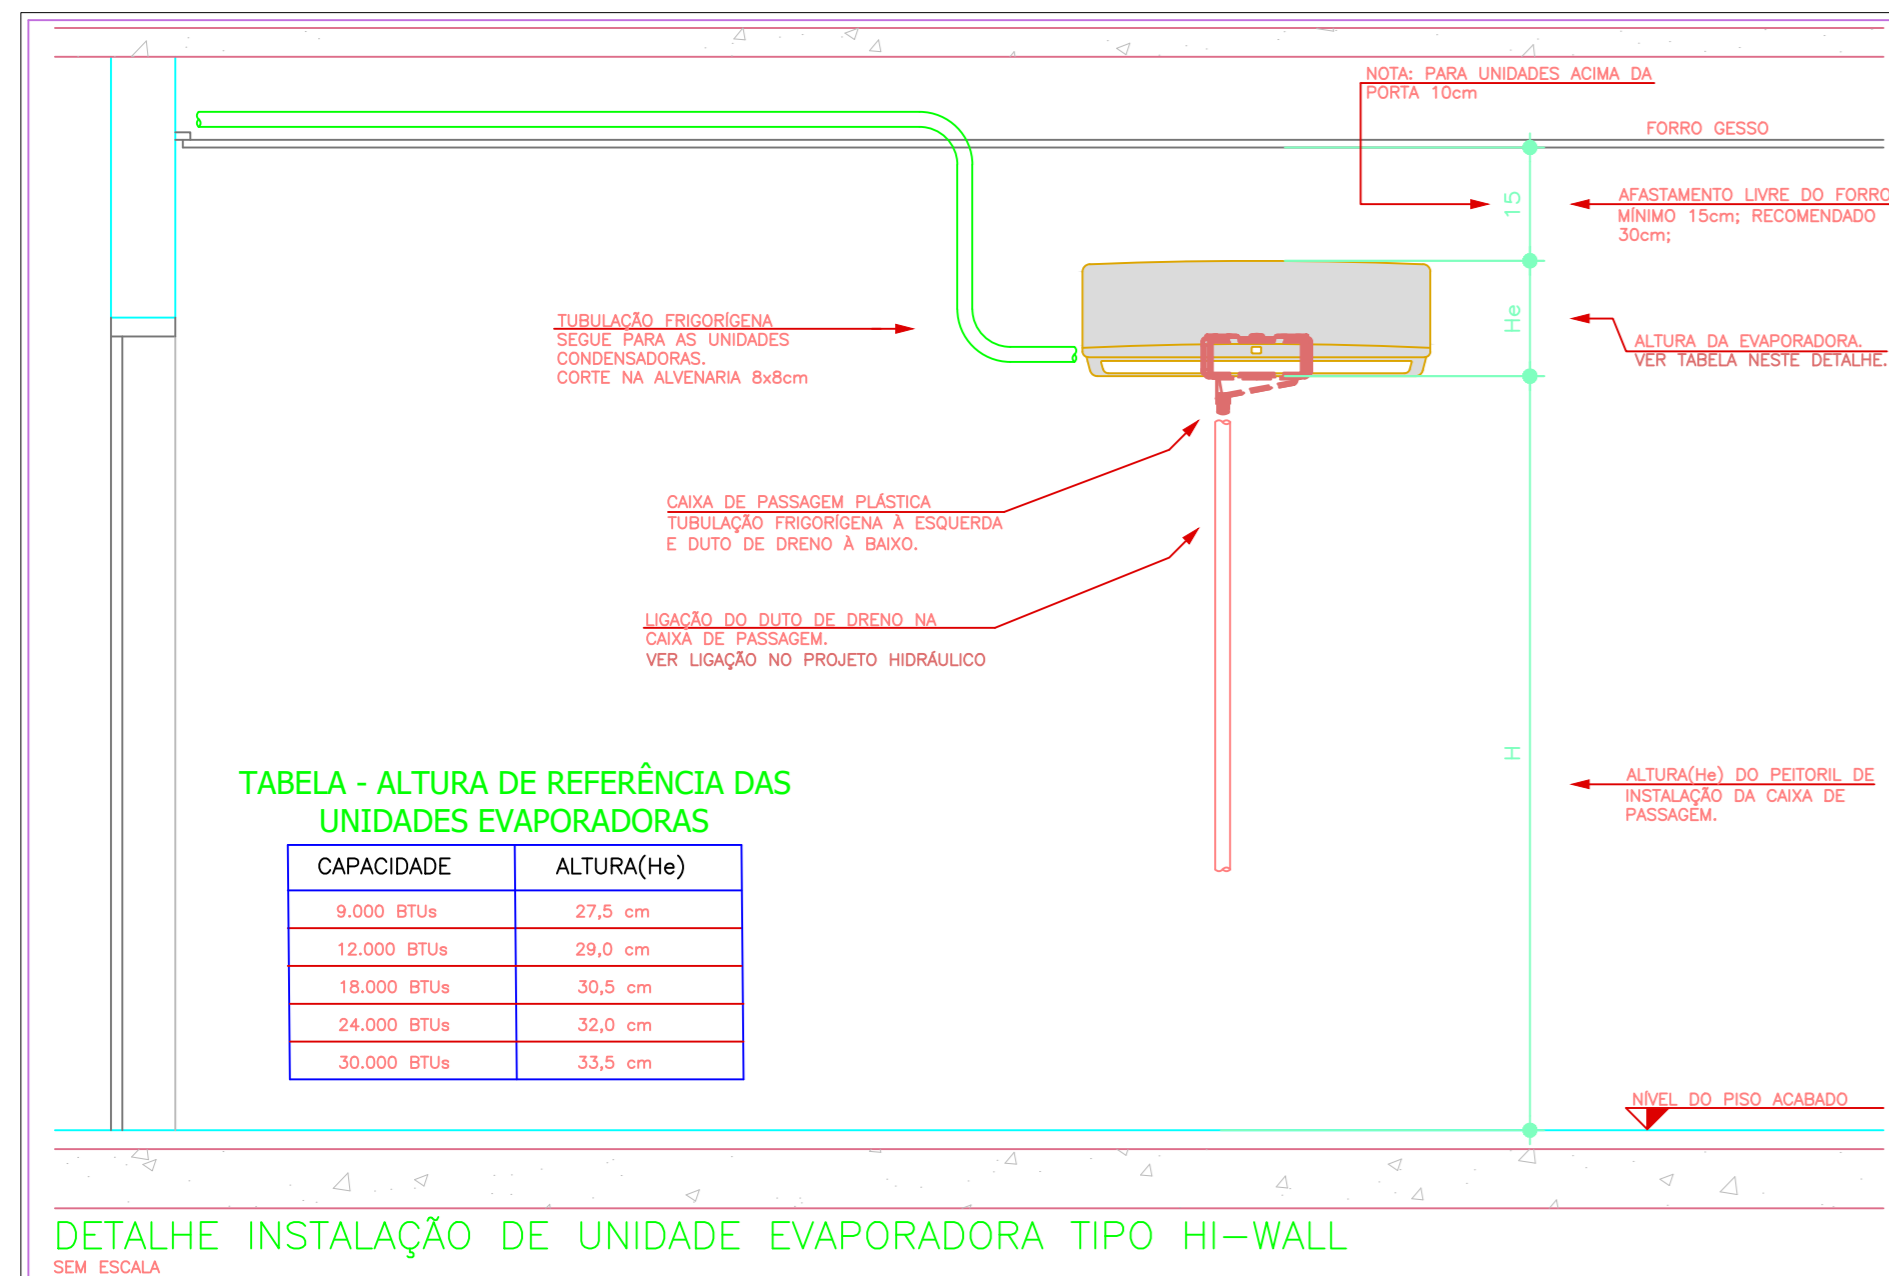 NOTA: PARA UNIDADES ACIMA DA
PORTA 10cm
FORRO GESSO
15
AFASTAMENTO LIVRE DO FORRO
MÍNIMO 15cm; RECOMENDADO
30cm;
He
TUBULAÇÃO FRIGORÍGENA
SEGUE PARA AS UNIDADES
CONDENSADORAS.
CORTE NA ALVENARIA 8x8cm
ALTURA DA EVAPORADORA.
VER TABELA NESTE DETALHE.
CAIXA DE PASSAGEM PLÁSTICA
TUBULAÇÃO FRIGORÍGENA À ESQUERDA
E DUTO DE DRENO À BAIXO.
LIGAÇÃO DO DUTO DE DRENO NA
CAIXA DE PASSAGEM.
VER LIGAÇÃO NO PROJETO HIDRÁULICO
H
ALTURA(He) DO PEITORIL DE
INSTALAÇÃO DA CAIXA DE
PASSAGEM.
TABELA - ALTURA DE REFERÊNCIA DAS
UNIDADES EVAPORADORAS
CAPACIDADE ALTURA(He)
9.000 BTUs 27,5 cm
12.000 BTUs 29,0 cm
18.000 BTUs 30,5 cm
24.000 BTUs 32,0 cm
30.000 BTUs 33,5 cm
NÍVEL DO PISO ACABADO
DETALHE INSTALAÇÃO DE UNIDADE EVAPORADORA TIPO HI-WALL
SEM ESCALA